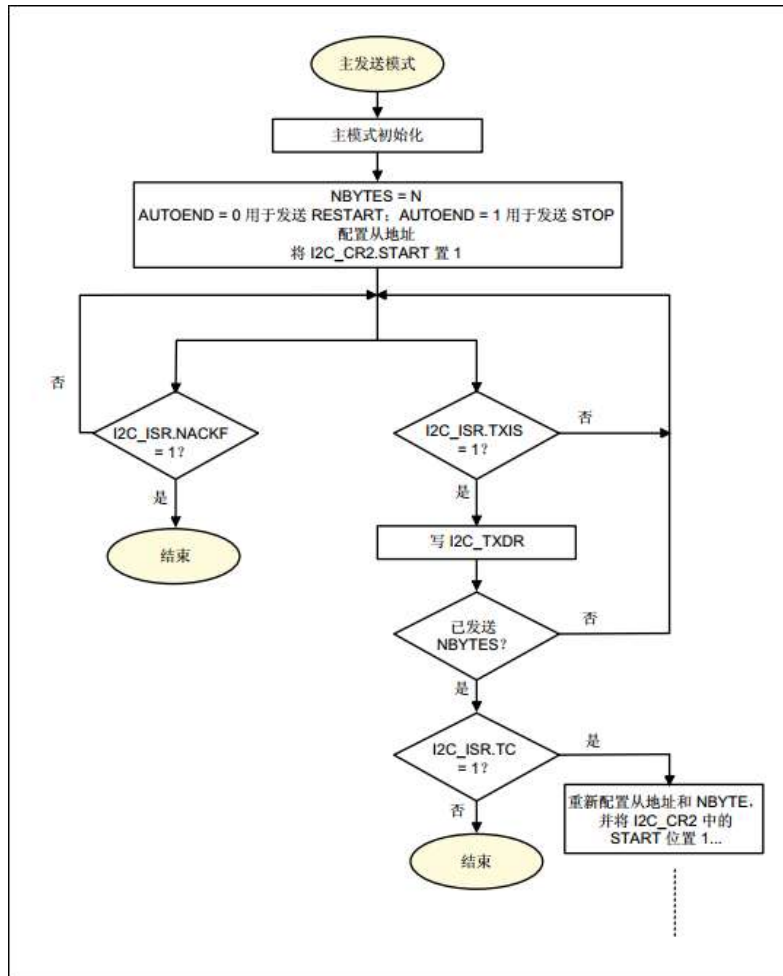 主发送模式
主模式初始化
NBYTES = N
AUTOEND = 0 用于发送 RESTART；AUTOEND = 1 用于发送 STOP
配置从地址
将 I2C_CR2.START 置 1
否
I2C_ISR.NACKF
= 1？
是
结束
I2C_ISR.TXIS
= 1？
否
是
写 I2C_TXDR
已发送
NBYTES？
否
是
I2C_ISR.TC
= 1？
是
否
重新配置从地址和 NBYTE，
并将 I2C_CR2 中的
START 位置 1...
结束